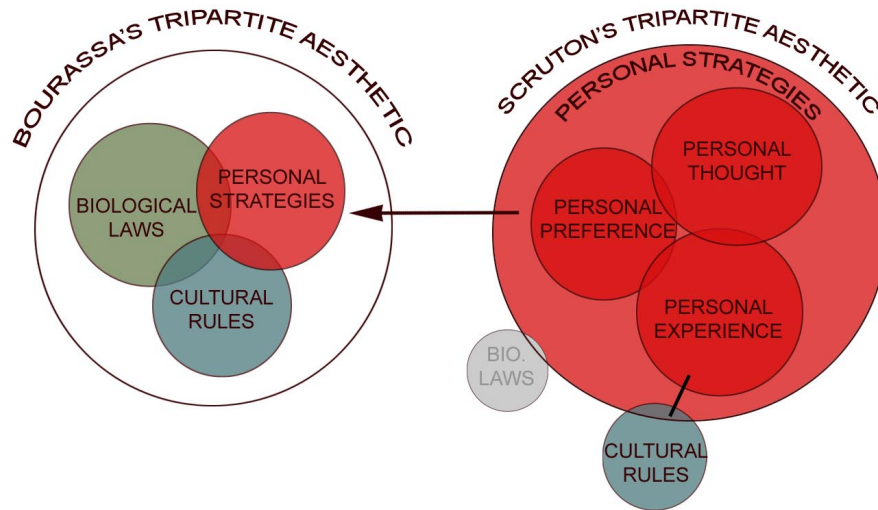 BOURASSA'S TRIPARTITE AESTHETIC
BIOLOGICAL
LAWS
PERSONAL
STRATEGIES
CULTURAL
RULES
SCRUTON'S TRIPARTITE AESTHETIC
PERSONAL STRATEGIES
PERSONAL
THOUGHT
PERSONAL
PREFERENCE
PERSONAL
EXPERIENCE
BIO.
LAWS
CULTURAL
RULES